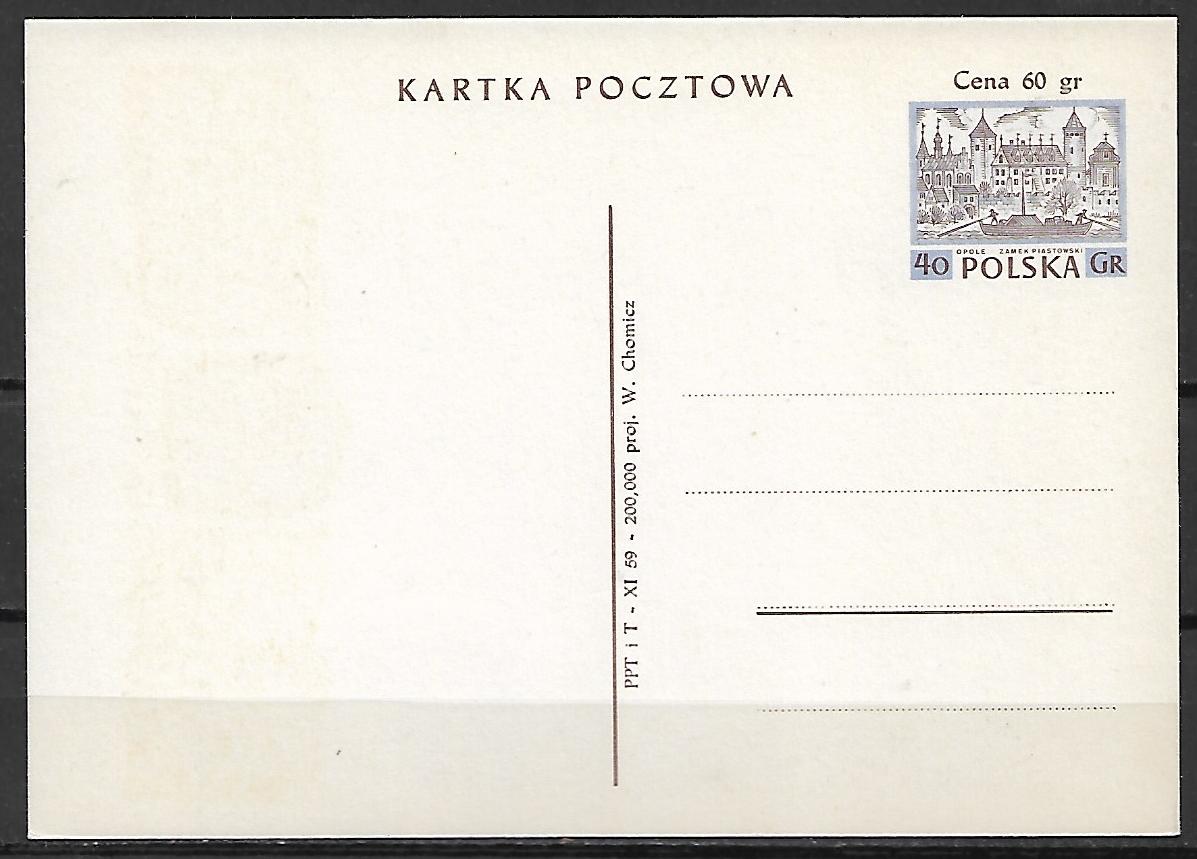 KARTKA POCZTOWA
Cena 60 gr
OPOLE ZAMEK PIASTOWSKI
40 POLSKA GR
PPT i T - XI 59 - 200,000 proj. W. Chomicz